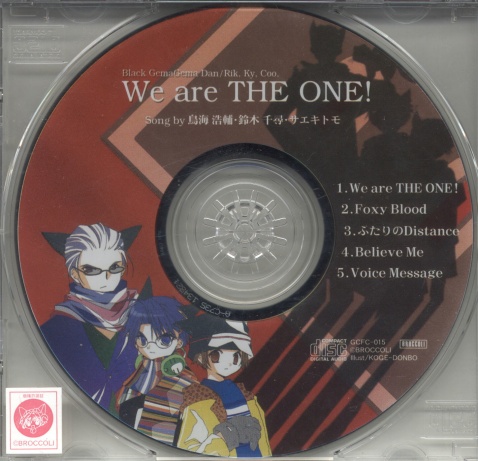 Black GemaGema Dan/Rik, Ky, Coo.
We are THE ONE!
Song by 鳥海 浩輔・鈴木 千尋・サエキトモ
1.We are THE ONE!
2.Foxy Blood
3.ふたりのDistance
4.Believe Me
5.Voice Message
COMPACT
disc
DIGITAL AUDIO
GCFC-015
©BROCCOLI
Illust/KOGE-DONBO
BROCCOLI
©BROCCOLI